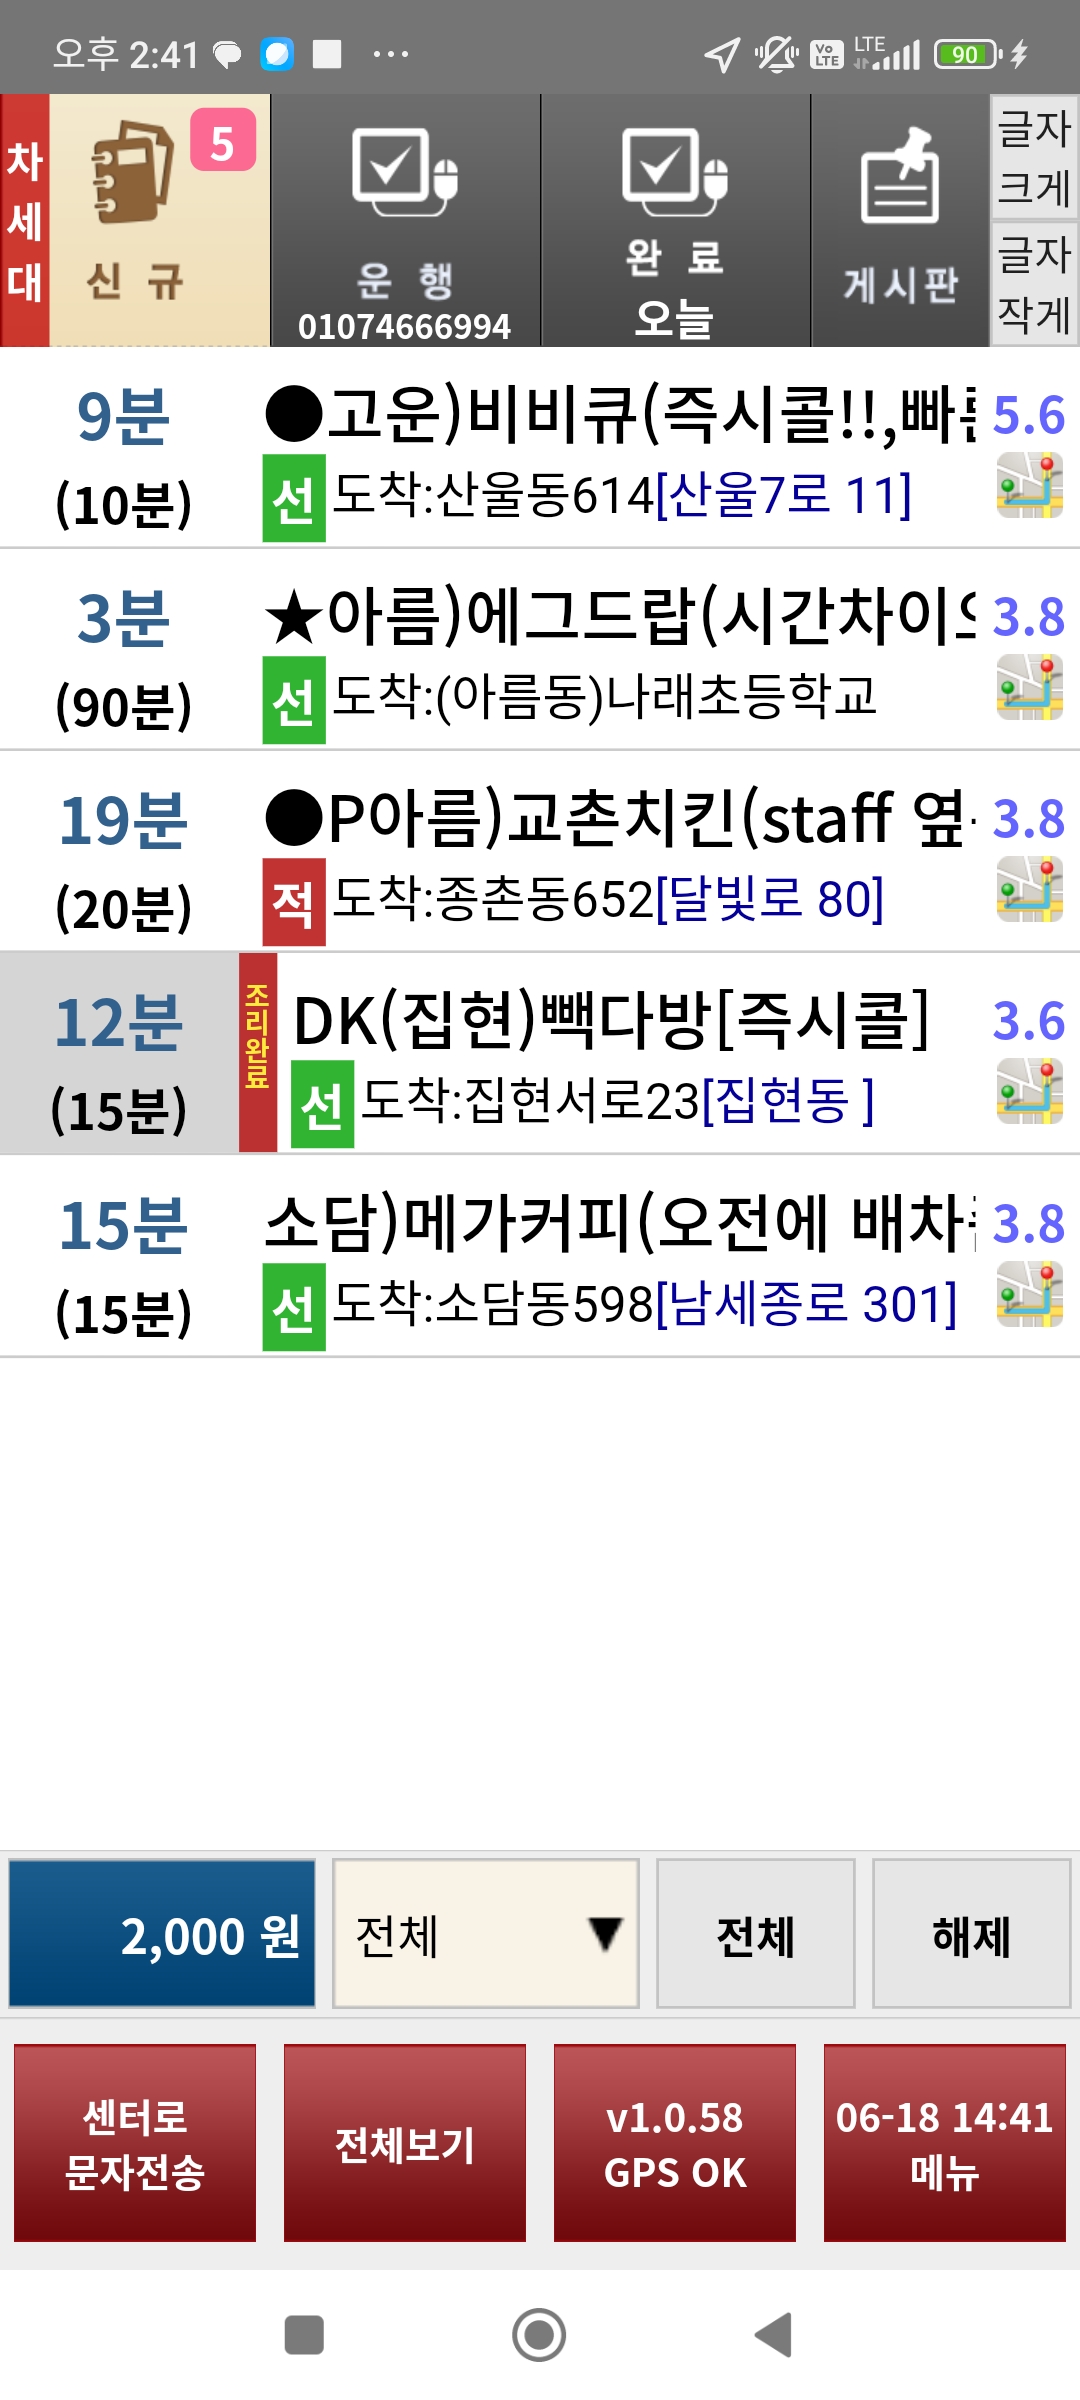 오후 2:41
LTE
Vo
LTE
90
차
세
대
신 규
5
운 행
01074666994
완 료
오늘
게시판
글자
크게
글자
작게
9분
●고운)비비큐(즉시콜!!,빠
5.6
(10분)
선
도착:산울동614[산울7로 11]
3분
★아름)에그드랍(시간차이
3.8
(90분)
선
도착:(아름동)나래초등학교
19분
●P아름)교촌치킨(staff 옆
3.8
(20분)
적
도착:종촌동652[달빛로 80]
12분
조리완료
DK(집현)빽다방[즉시콜]
3.6
(15분)
선
도착:집현서로23[집현동 ]
15분
소담)메가커피(오전에 배차
3.8
(15분)
선
도착:소담동598[남세종로 301]
2,000 원
전체 ▼
전체
해제
센터로
문자전송
전체보기
v1.0.58
GPS OK
06-18 14:41
메뉴